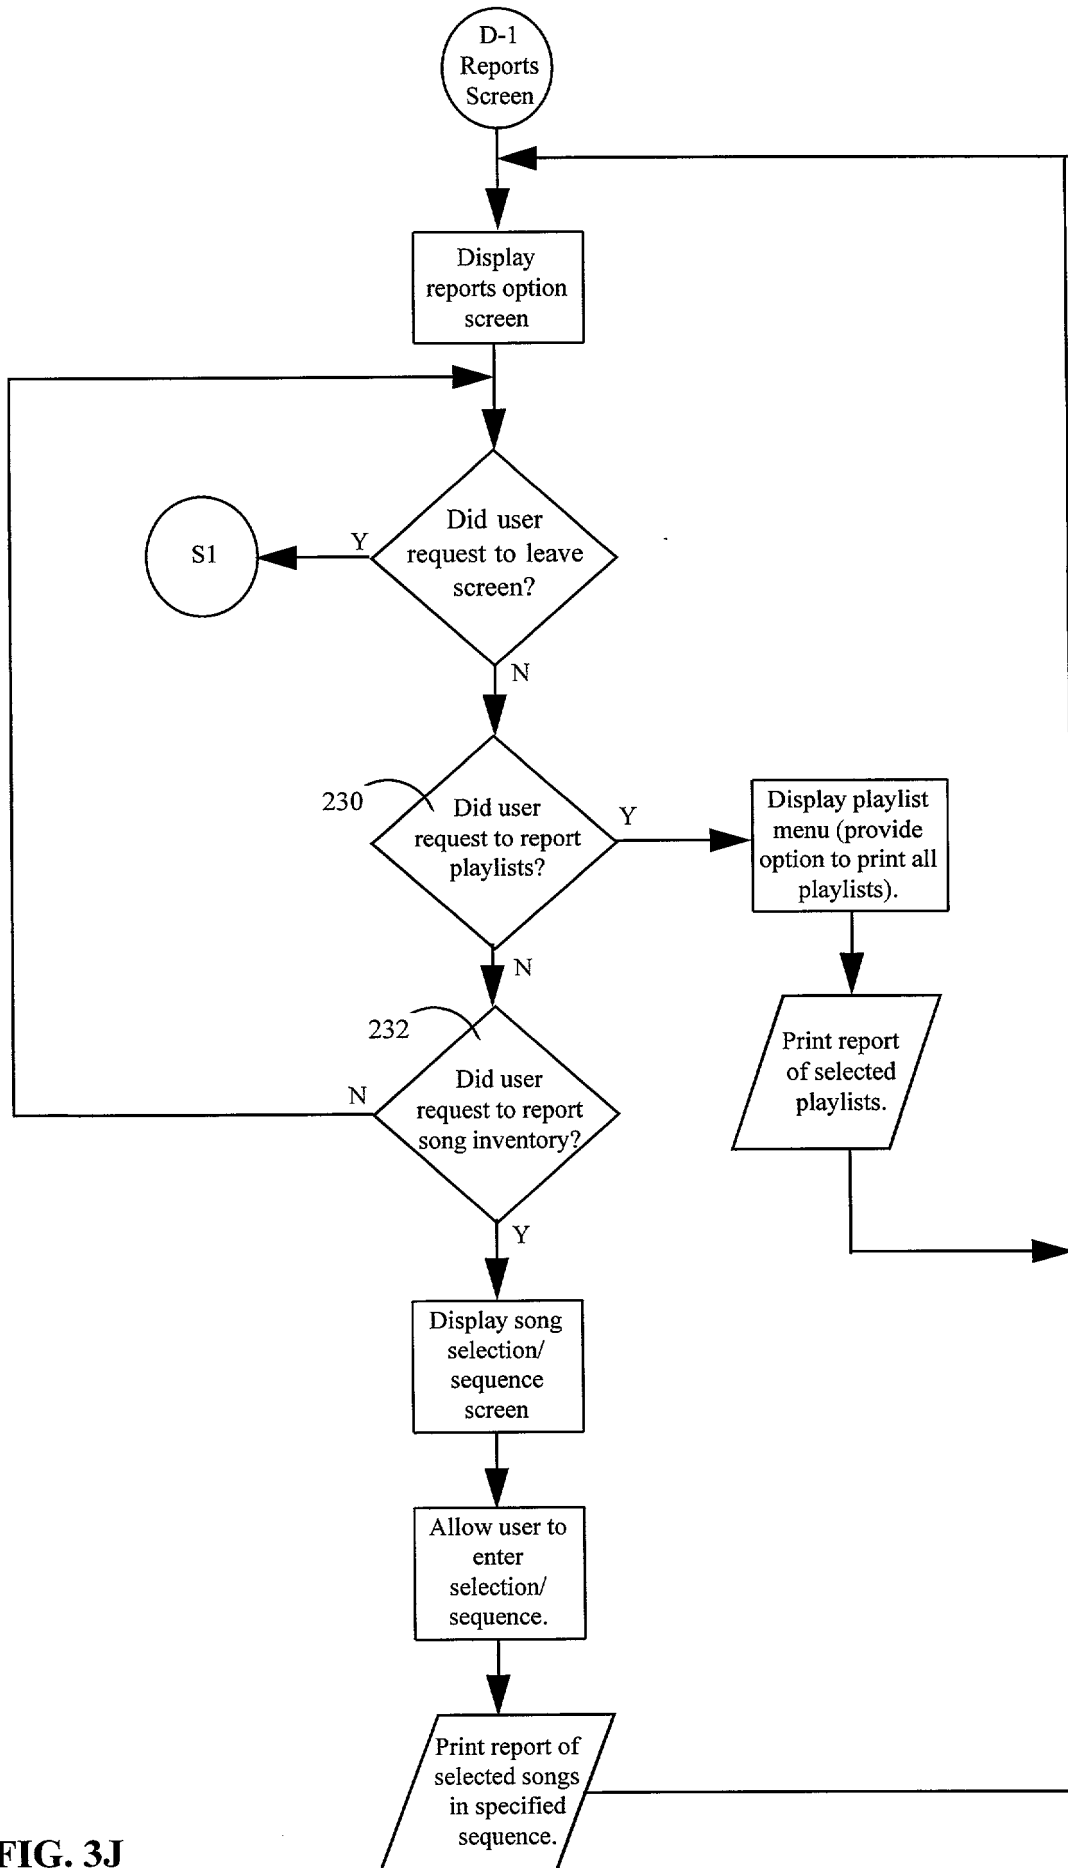 D-1
Reports
Screen
Display
reports option
screen
Did user
request to leave
screen?
Y
S1
N
230
Did user
request to report
playlists?
Y
Display playlist
menu (provide
option to print all
playlists).
N
Print report
of selected
playlists.
232
Did user
request to report
song inventory?
N
Y
Display song
selection/
sequence
screen
Allow user to
enter
selection/
sequence.
Print report of
selected songs
in specified
sequence.
FIG. 3J